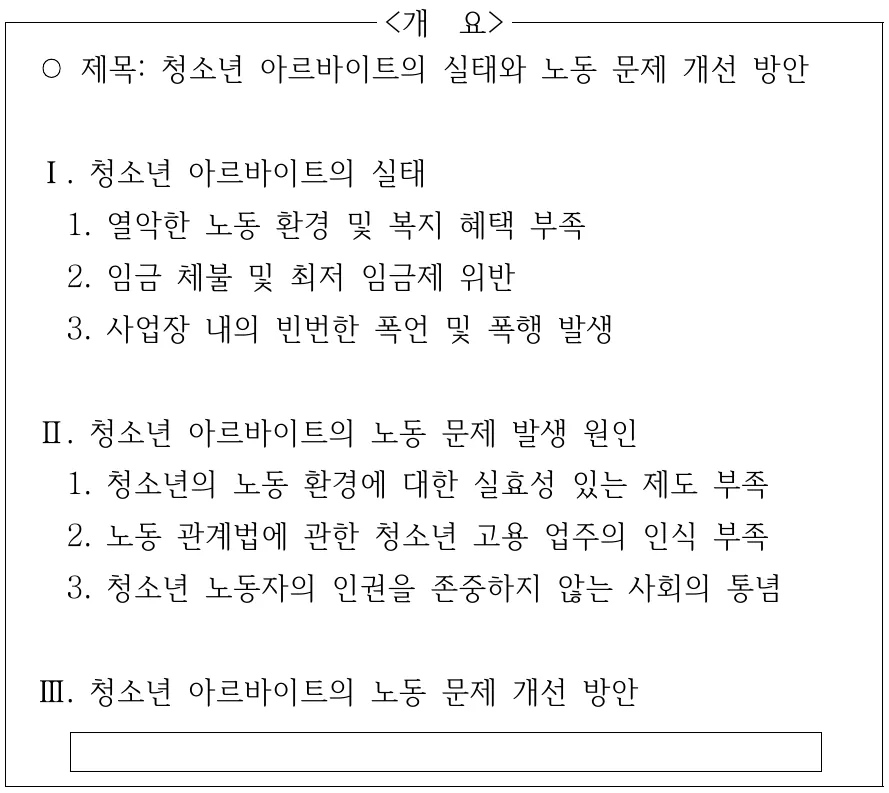 <개 요>
○ 제목: 청소년 아르바이트의 실태와 노동 문제 개선 방안
Ⅰ. 청소년 아르바이트의 실태
1. 열악한 노동 환경 및 복지 혜택 부족
2. 임금 체불 및 최저 임금제 위반
3. 사업장 내의 빈번한 폭언 및 폭행 발생
Ⅱ. 청소년 아르바이트의 노동 문제 발생 원인
1. 청소년의 노동 환경에 대한 실효성 있는 제도 부족
2. 노동 관계법에 관한 청소년 고용 업주의 인식 부족
3. 청소년 노동자의 인권을 존중하지 않는 사회의 통념
Ⅲ. 청소년 아르바이트의 노동 문제 개선 방안